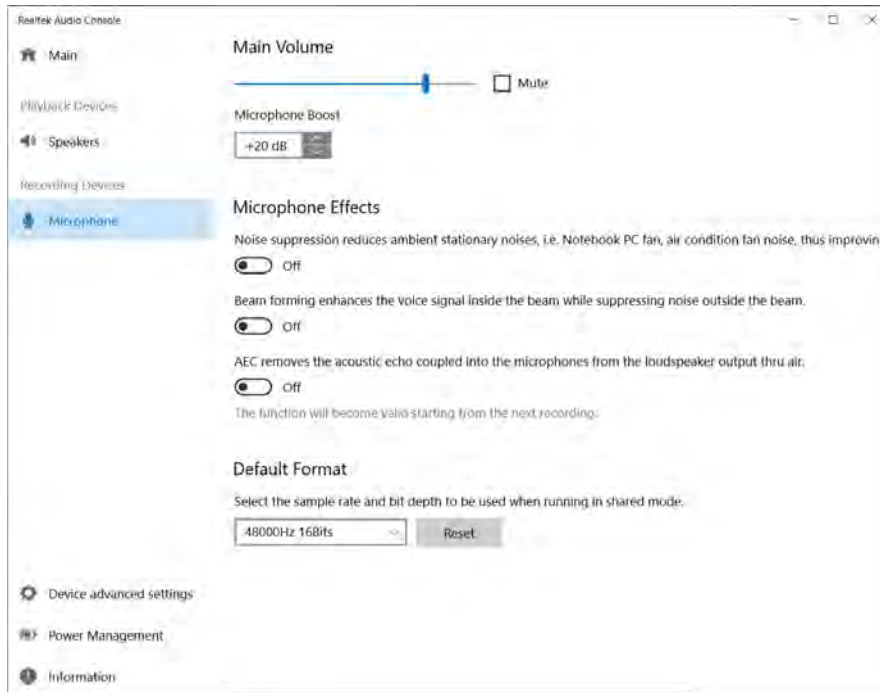 Realtek Audio Console
Main
Playback Devices
Speakers
Recording Devices
Microphone
Device advanced settings
Power Management
Information
Main Volume
Mute
Microphone Boost
+20 dB
Microphone Effects
Noise suppression reduces ambient stationary noises, i.e. Notebook PC fan, air condition fan noise, thus improvin
Off
Beam forming enhances the voice signal inside the beam while suppressing noise outside the beam.
Off
AEC removes the acoustic echo coupled into the microphones from the loudspeaker output thru air.
Off
The function will become valid starting from the next recording.
Default Format
Select the sample rate and bit depth to be used when running in shared mode.
48000Hz 16Bits
Reset